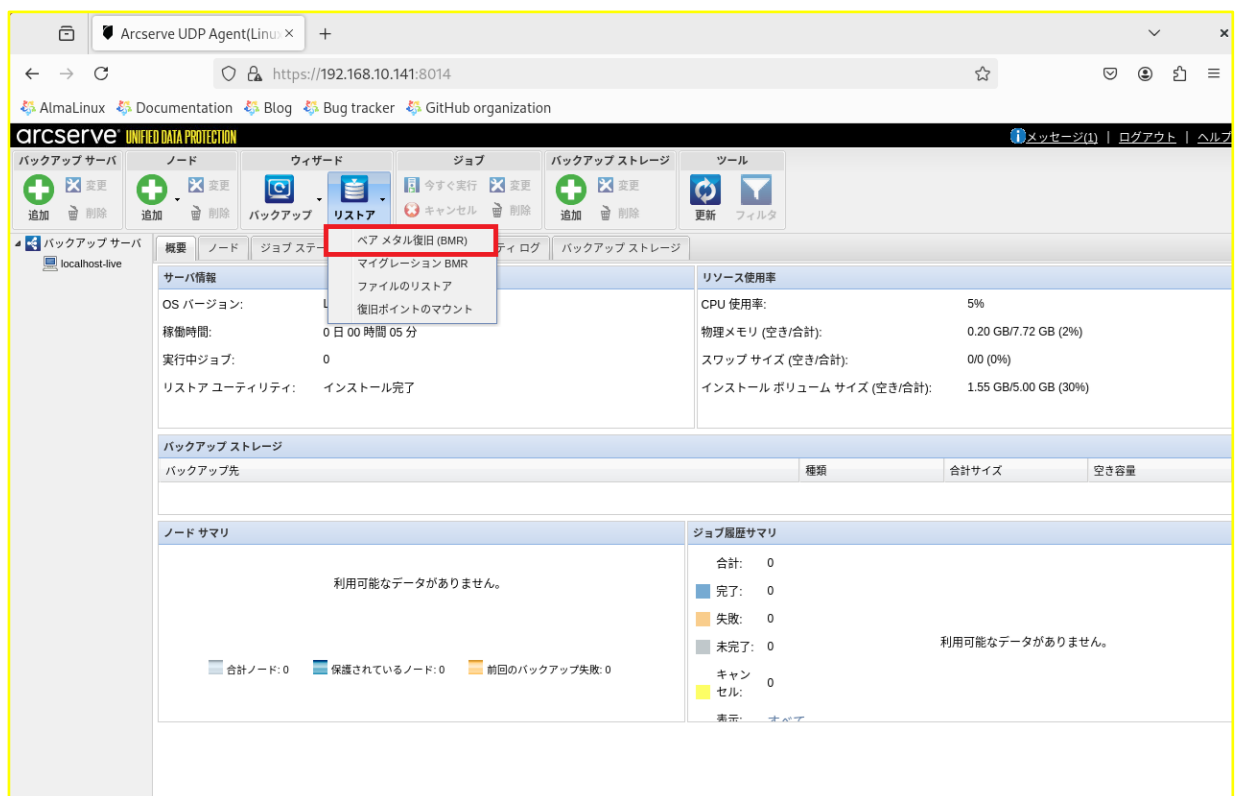 Arcserve UDP Agent(Linu
https://192.168.10.141:8014
AlmaLinux Documentation Blog Bug tracker GitHub organization
arcserve® UNIFIED DATA PROTECTION メッセージ(1) | ログアウト | ヘルプ
バックアップ サーバ ノード ウィザード ジョブ バックアップ ストレージ ツール
変更 変更 今すぐ実行 変更 変更
追加 削除 追加 削除 バックアップ リストア キャンセル 削除 追加 削除 更新 フィルタ
バックアップ サーバ
localhost-live
概要 ノード ジョブ ステー ティ ログ バックアップ ストレージ
ベア メタル復旧 (BMR)
マイグレーション BMR
ファイルのリストア
復旧ポイントのマウント
サーバ情報
OS バージョン: L
稼働時間: 0 日 00 時間 05 分
実行中ジョブ: 0
リストア ユーティリティ: インストール完了
リソース使用率
CPU 使用率: 5%
物理メモリ (空き/合計): 0.20 GB/7.72 GB (2%)
スワップ サイズ (空き/合計): 0/0 (0%)
インストール ボリューム サイズ (空き/合計): 1.55 GB/5.00 GB (30%)
バックアップ ストレージ
バックアップ先 種類 合計サイズ 空き容量
ノード サマリ
利用可能なデータがありません。
合計ノード: 0 保護されているノード: 0 前回のバックアップ失敗: 0
ジョブ履歴サマリ
合計: 0
完了: 0
失敗: 0
未完了: 0
キャン
セル: 0
表示: すべて
利用可能なデータがありません。